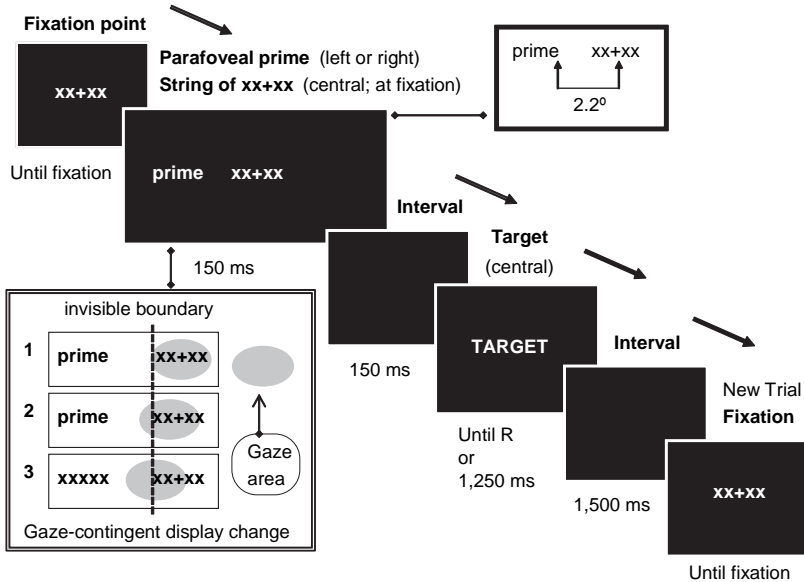 Fixation point
xx+xx
Until fixation
Parafoveal prime (left or right)
String of xx+xx (central; at fixation)
prime xx+xx
2.2º
prime xx+xx
150 ms
Interval
150 ms
Target
(central)
TARGET
Until R
or
1,250 ms
Interval
1,500 ms
New Trial
Fixation
xx+xx
Until fixation
invisible boundary
1 prime xx+xx
2 prime xx+xx
3 xxxxx xx+xx
Gaze
area
Gaze-contingent display change